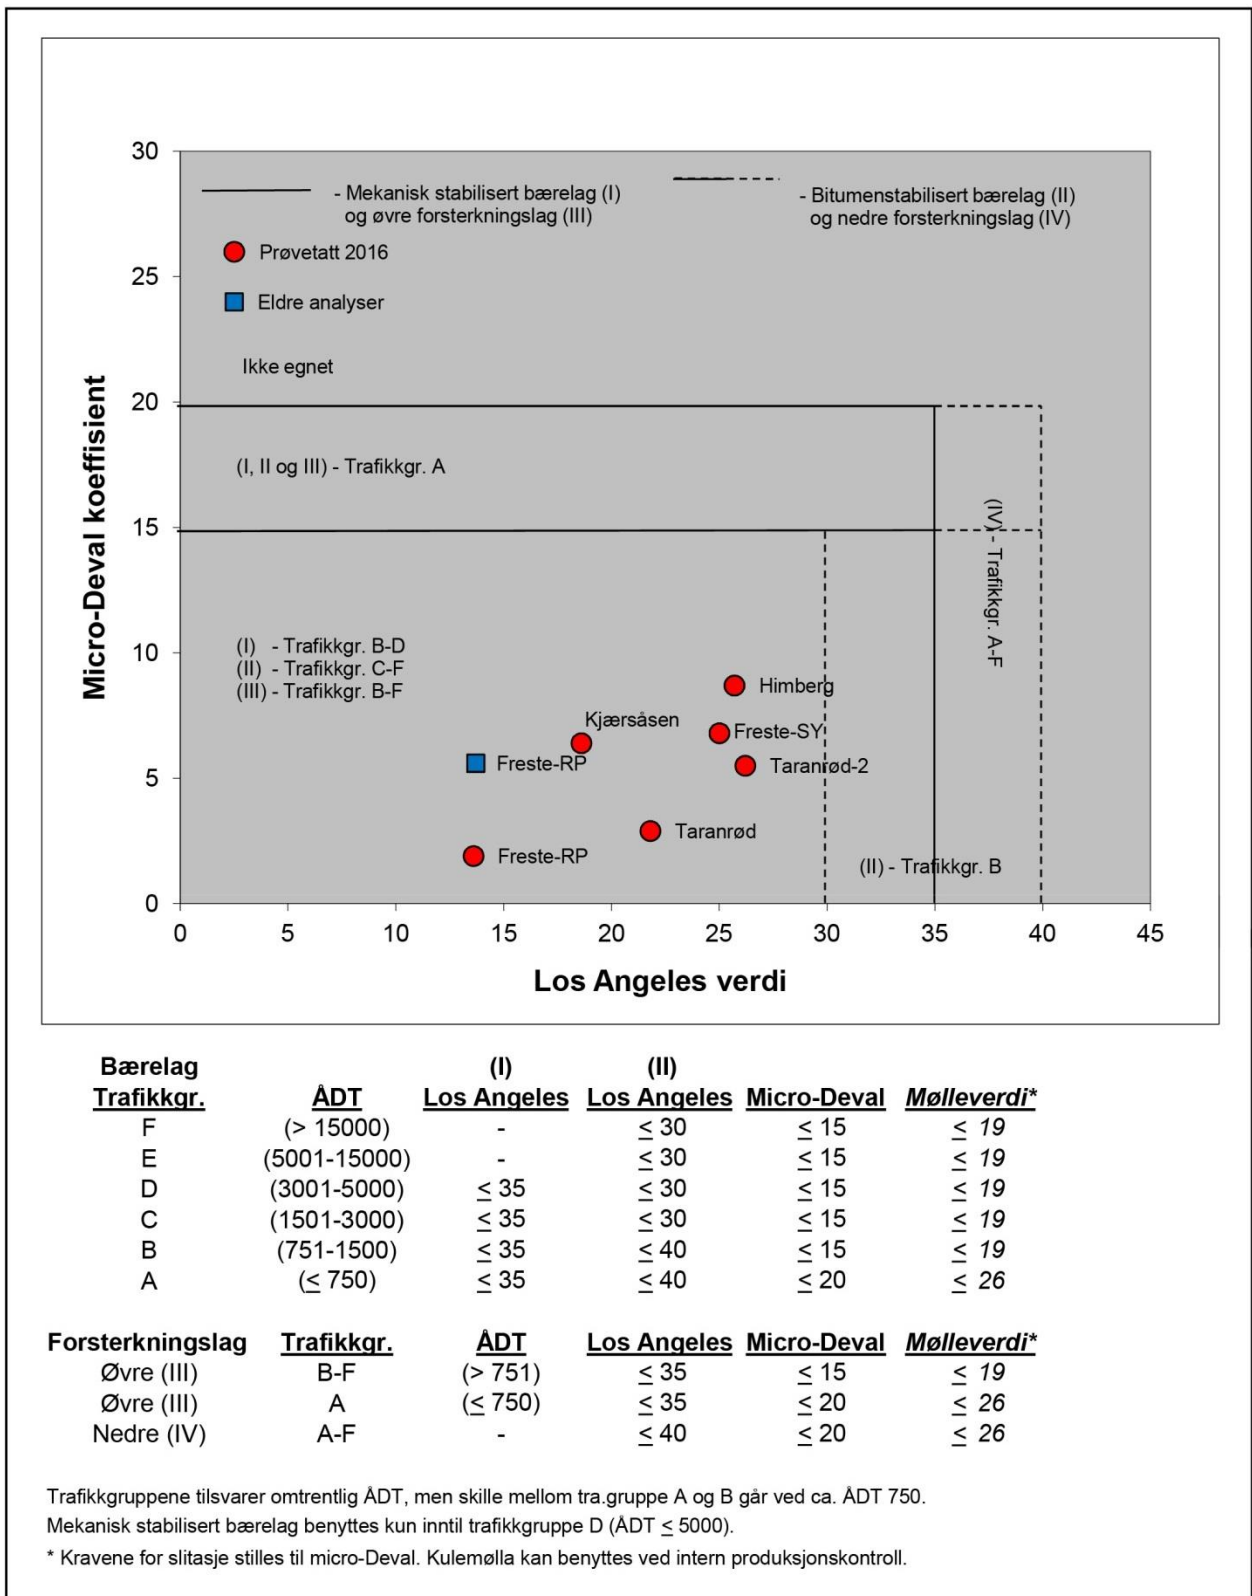 30
25
20
15
10
5
0
Micro-Deval koeffisient
- Mekanisk stabilisert bærelag (I)
og øvre forsterkningslag (III)
- Bitumenstabilisert bærelag (II)
og nedre forsterkningslag (IV)
Prøvetatt 2016
Eldre analyser
Ikke egnet
(I, II og III) - Trafikkgr. A
(IV) - Trafikkgr. A-F
(I) - Trafikkgr. B-D
(II) - Trafikkgr. C-F
(III) - Trafikkgr. B-F
Himberg
Kjærsåsen
Freste-SY
Freste-RP
Taranrød-2
Taranrød
Freste-RP
(II) - Trafikkgr. B
0 5 10 15 20 25 30 35 40 45
Los Angeles verdi
Bærelag (I) (II)
Trafikkgr. ÅDT Los Angeles Los Angeles Micro-Deval Mølleverdi*
F (> 15000) - ≤ 30 ≤ 15 ≤ 19
E (5001-15000) - ≤ 30 ≤ 15 ≤ 19
D (3001-5000) ≤ 35 ≤ 30 ≤ 15 ≤ 19
C (1501-3000) ≤ 35 ≤ 30 ≤ 15 ≤ 19
B (751-1500) ≤ 35 ≤ 40 ≤ 15 ≤ 19
A (≤ 750) ≤ 35 ≤ 40 ≤ 20 ≤ 26
Forsterkningslag Trafikkgr. ÅDT Los Angeles Micro-Deval Mølleverdi*
Øvre (III) B-F (> 751) ≤ 35 ≤ 15 ≤ 19
Øvre (III) A (≤ 750) ≤ 35 ≤ 20 ≤ 26
Nedre (IV) A-F - ≤ 40 ≤ 20 ≤ 26
Trafikkgruppene tilsvarer omtrentlig ÅDT, men skille mellom tra.gruppe A og B går ved ca. ÅDT 750.
Mekanisk stabilisert bærelag benyttes kun inntil trafikkgruppe D (ÅDT ≤ 5000).
* Kravene for slitasje stilles til micro-Deval. Kulemølla kan benyttes ved intern produksjonskontroll.